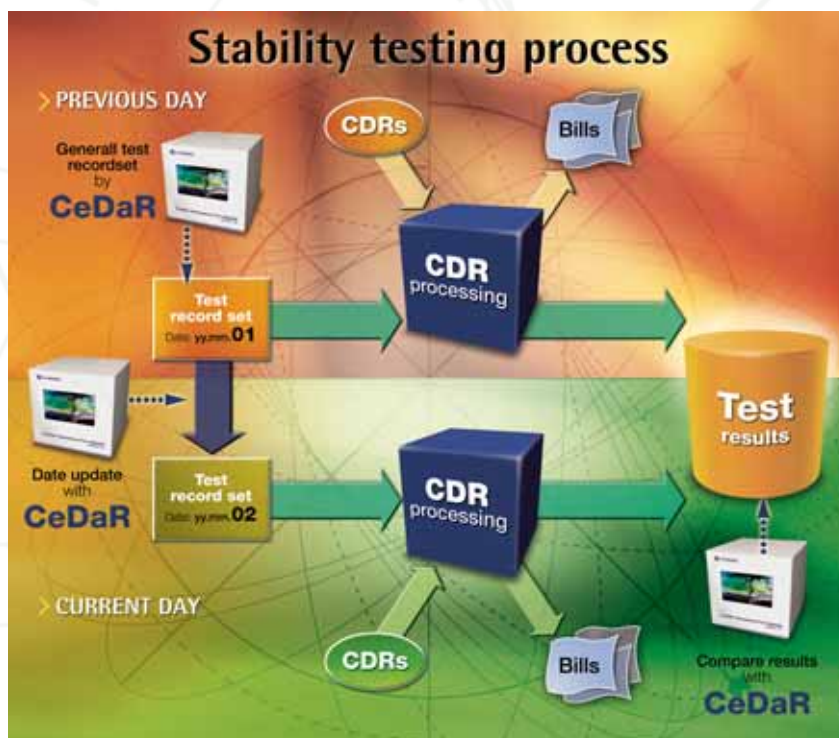 Stability testing process
> PREVIOUS DAY
Generall test
recordset
by
CeDaR
CDRs
Bills
CDR
processing
Test
record set
Date: yy.mm.01
Date update
with
CeDaR
Test
record set
Date: yy.mm.02
CDR
processing
Test
results
> CURRENT DAY
CDRs
Bills
Compare results
with
CeDaR